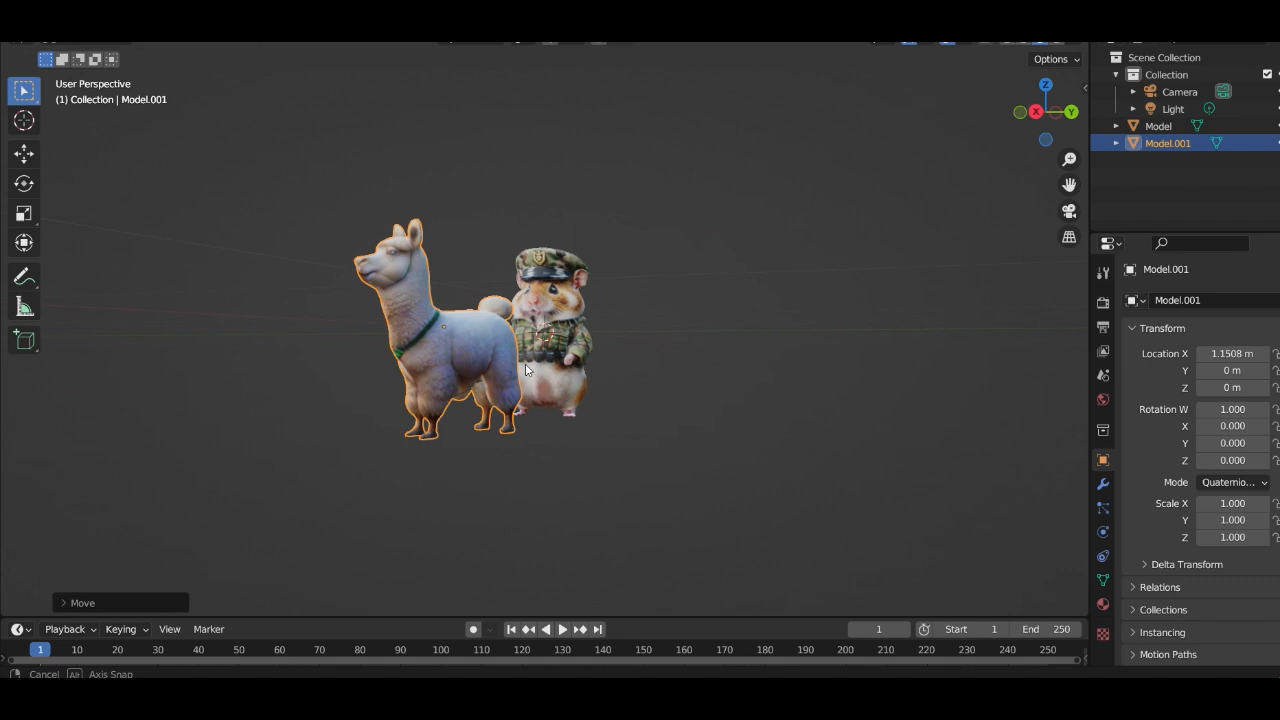 Options
User Perspective
(1) Collection | Model.001
Z
X
Y
Scene Collection
Collection
Camera
Light
Model
Model.001
Model.001
Model.001
Transform
Location X 1.1508 m
Y 0 m
Z 0 m
Rotation W 1.000
X 0.000
Y 0.000
Z 0.000
Mode Quaternio...
Scale X 1.000
Y 1.000
Z 1.000
Delta Transform
Relations
Collections
Instancing
Motion Paths
Move
Playback Keying View Marker 1 Start 1 End 250
1 10 20 30 40 50 60 70 80 90 100 110 120 130 140 150 160 170 180 190 200 210 220 230 240 250
Cancel Alt Axis Snap